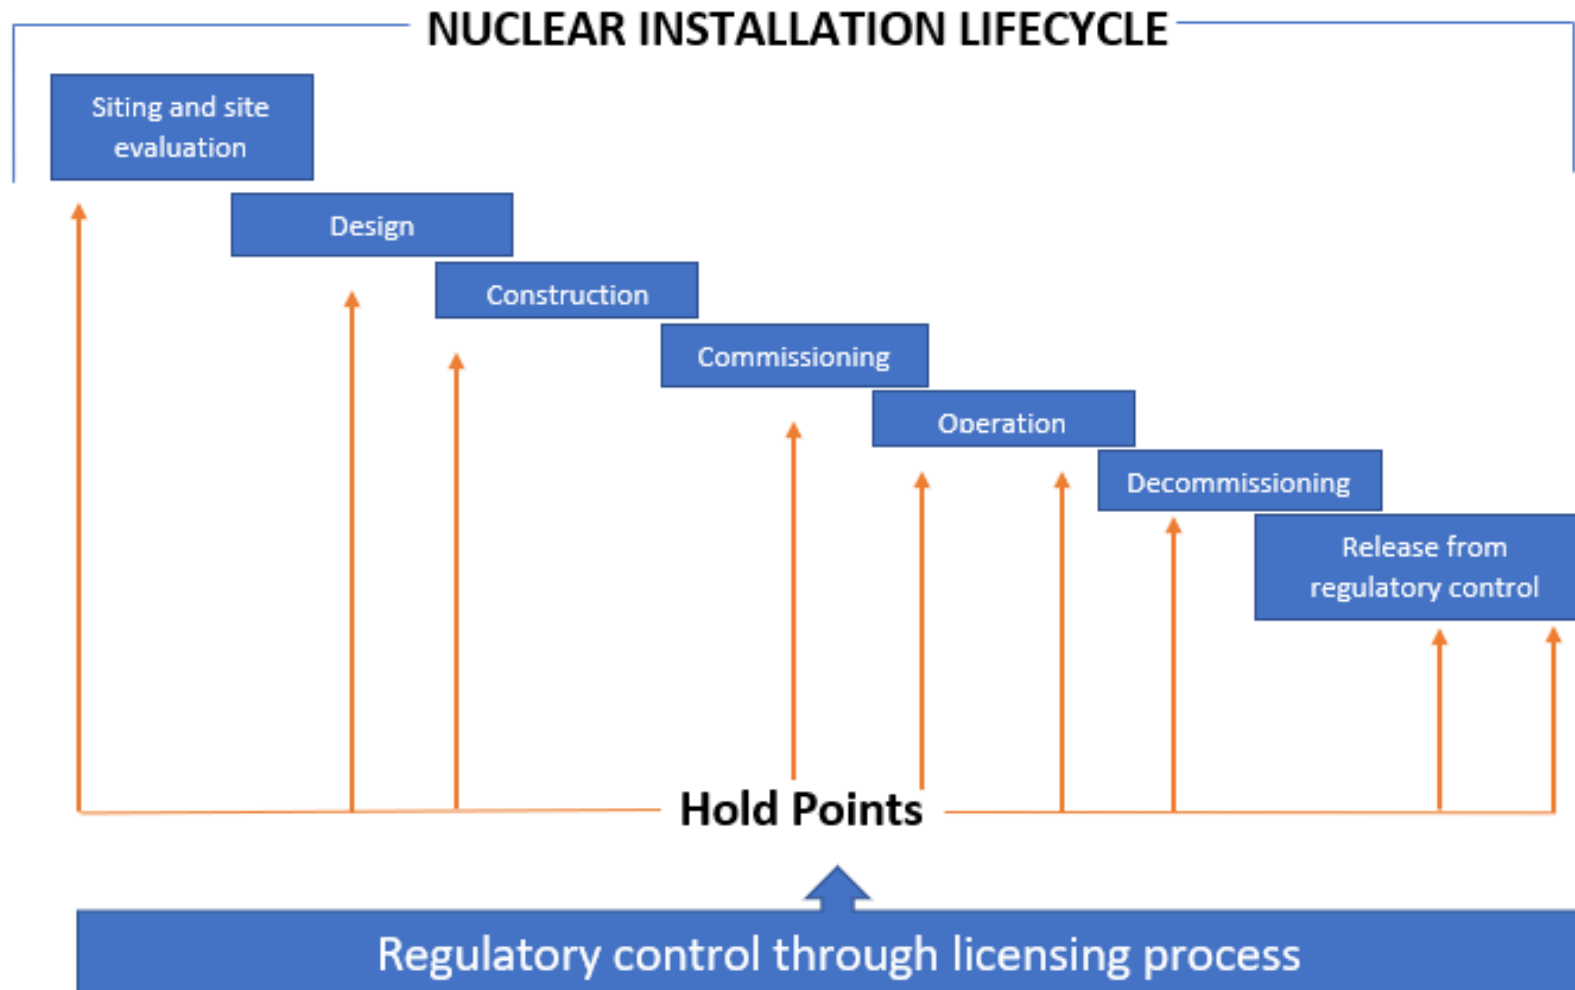 NUCLEAR INSTALLATION LIFECYCLE
Siting and site
evaluation
Design
Construction
Commissioning
Operation
Decommissioning
Release from
regulatory control
Hold Points
Regulatory control through licensing process